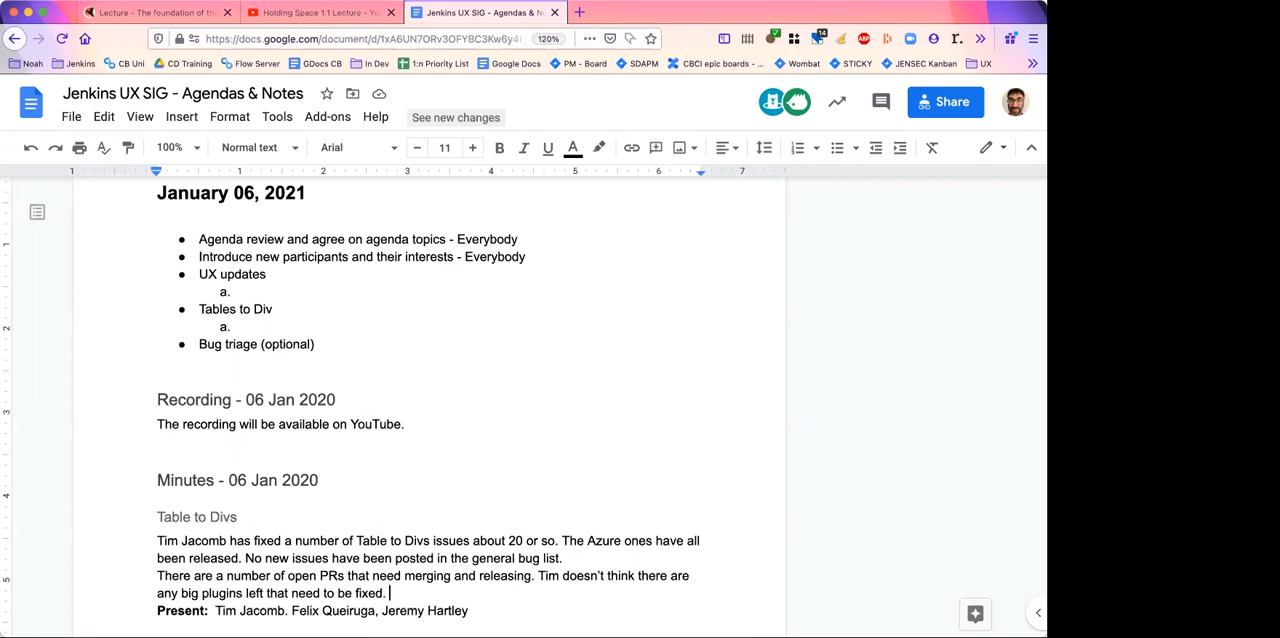 Lecture - The foundation of th
Holding Space 1.1 Lecture - Yo
Jenkins UX SIG - Agendas & N
https://docs.google.com/document/d/1xA6UN7ORv3OFYBC3Kw6y4
120%
Noah
Jenkins
CB Uni
CD Training
Flow Server
GDocs CB
In Dev
1:n Priority List
Google Docs
PM - Board
SDAPM
CBCI epic boards - ...
Wombat
STICKY
JENSEC Kanban
UX
Jenkins UX SIG - Agendas & Notes
File Edit View Insert Format Tools Add-ons Help
See new changes
Share
100% Normal text Arial 11 B I U A
1 1 2 3 4 5 6 7
January 06, 2021
● Agenda review and agree on agenda topics - Everybody
● Introduce new participants and their interests - Everybody
● UX updates
a.
● Tables to Div
a.
● Bug triage (optional)
Recording - 06 Jan 2020
The recording will be available on YouTube.
Minutes - 06 Jan 2020
Table to Divs
Tim Jacomb has fixed a number of Table to Divs issues about 20 or so. The Azure ones have all
been released. No new issues have been posted in the general bug list.
There are a number of open PRs that need merging and releasing. Tim doesn't think there are
any big plugins left that need to be fixed.
Present: Tim Jacomb. Felix Queiruga, Jeremy Hartley